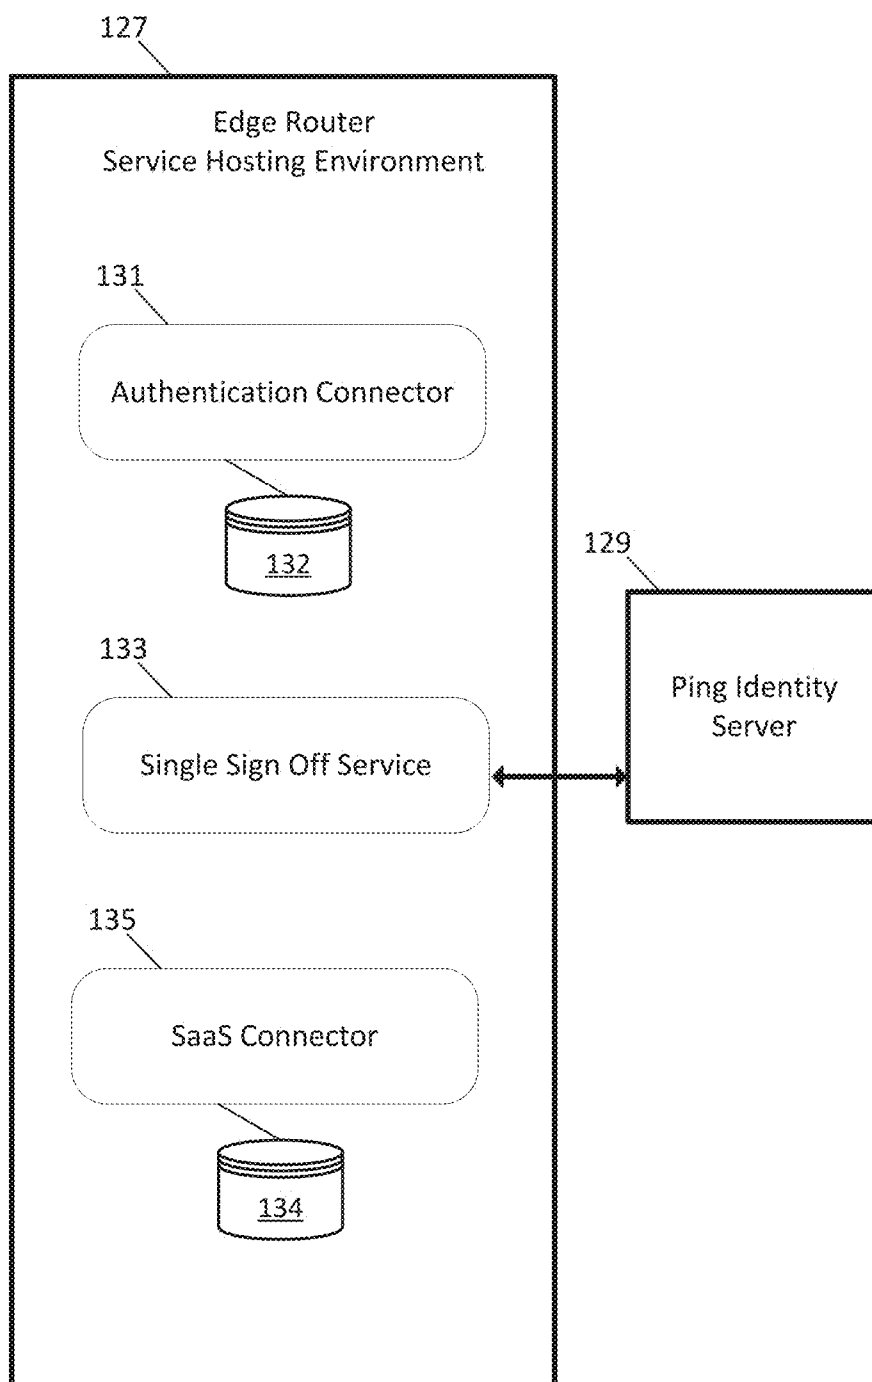 127
Edge Router
Service Hosting Environment
131
Authentication Connector
132
129
133
Ping Identity
Server
Single Sign Off Service
135
SaaS Connector
134